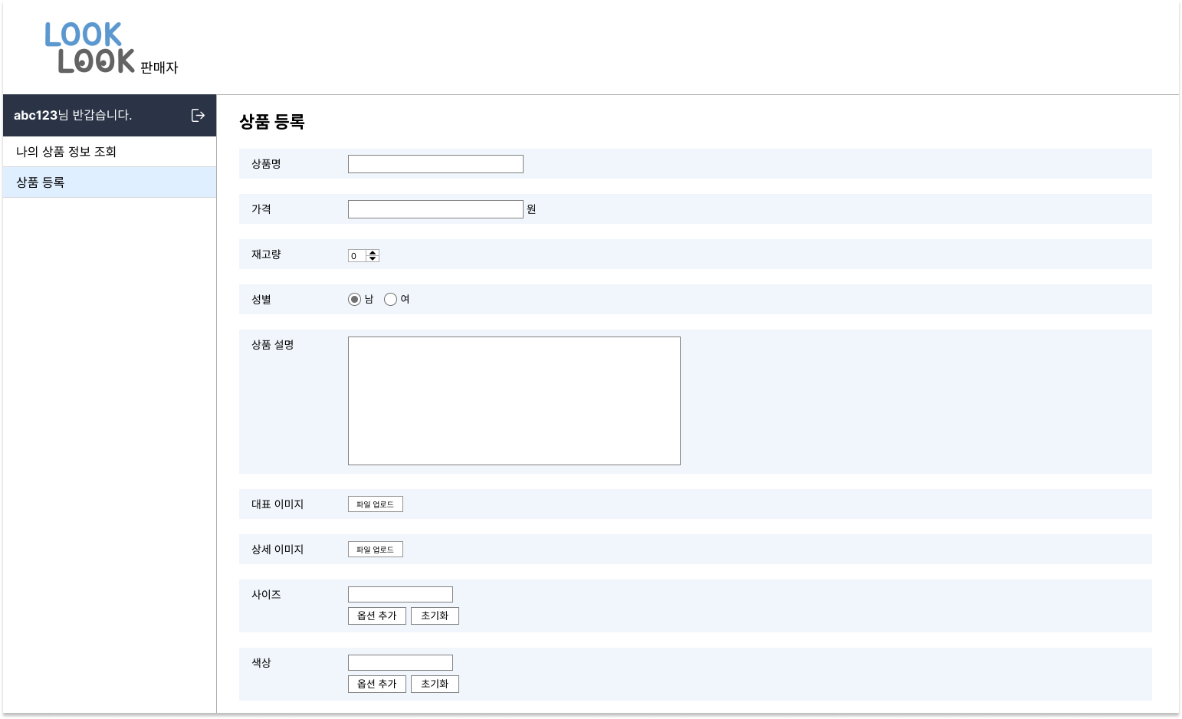 LOOK
LOOK 판매자
abc123님 반갑습니다.
나의 상품 정보 조회
상품 등록
상품 등록
상품명
가격 원
재고량 0
성별 남 여
상품 설명
대표 이미지 파일 업로드
상세 이미지 파일 업로드
사이즈
옵션 추가 초기화
색상
옵션 추가 초기화